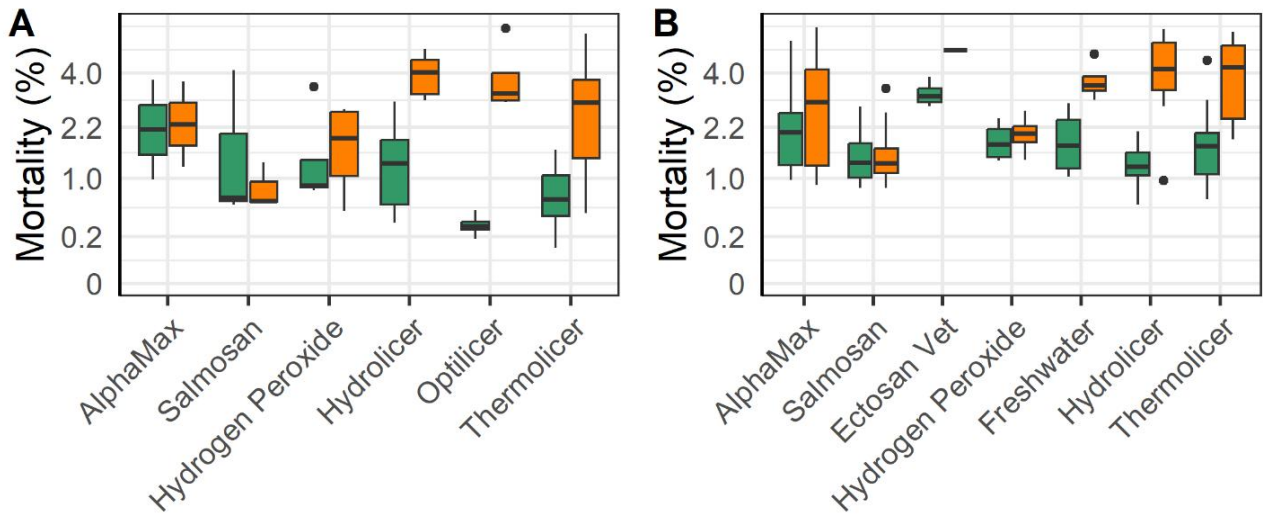 A
Mortality (%)
4.0
2.2
1.0
0.2
0
AlphaMax
Salmosan
Hydrogen Peroxide
Hydrolicer
Optilicer
Thermolicer
B
Mortality (%)
4.0
2.2
1.0
0.2
0
AlphaMax
Salmosan
Ectosan Vet
Hydrogen Peroxide
Freshwater
Hydrolicer
Thermolicer